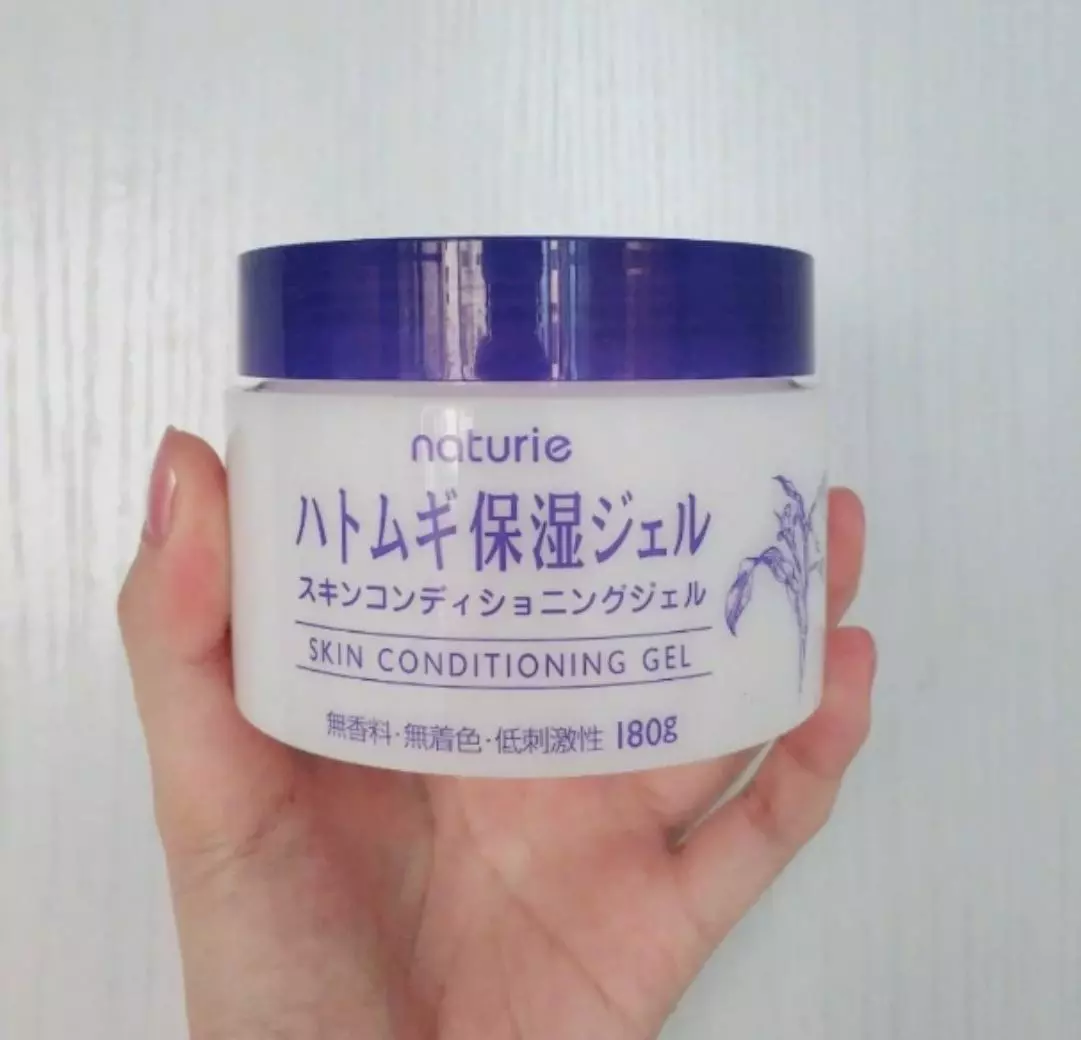 naturie
ハトムギ保湿ジェル
スキンコンディショニングジェル
SKIN CONDITIONING GEL
無香料・無着色・低刺激性 180g